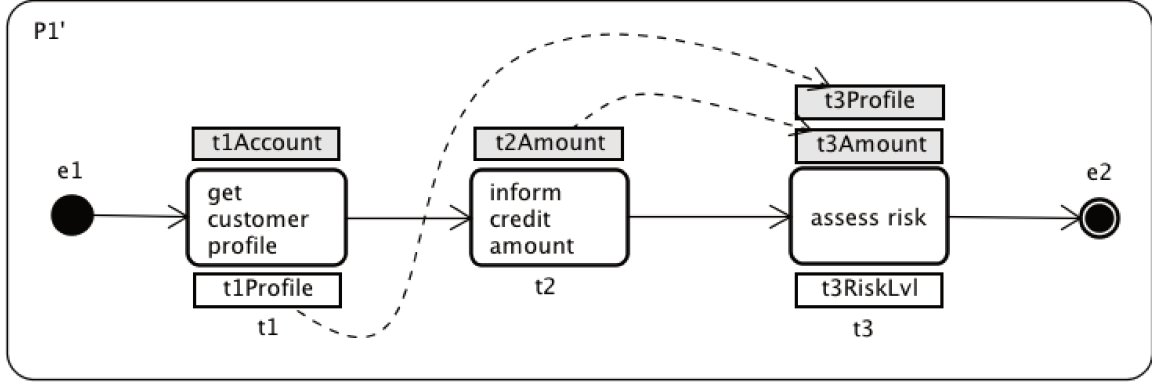 P1'
t3Profile
t1Account
t2Amount
t3Amount
e1
get
customer
profile
inform
credit
amount
assess risk
e2
t1Profile
t1
t2
t3RiskLvl
t3